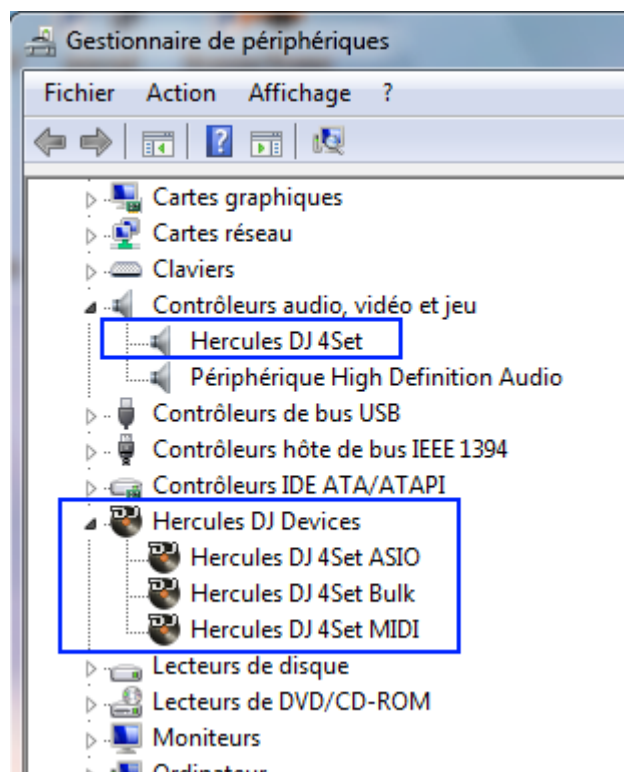 Gestionnaire de périphériques
Fichier Action Affichage ?
Cartes graphiques
Cartes réseau
Claviers
Contrôleurs audio, vidéo et jeu
Hercules DJ 4Set
Périphérique High Definition Audio
Contrôleurs de bus USB
Contrôleurs hôte de bus IEEE 1394
Contrôleurs IDE ATA/ATAPI
Hercules DJ Devices
Hercules DJ 4Set ASIO
Hercules DJ 4Set Bulk
Hercules DJ 4Set MIDI
Lecteurs de disque
Lecteurs de DVD/CD-ROM
Moniteurs
Ordinateur